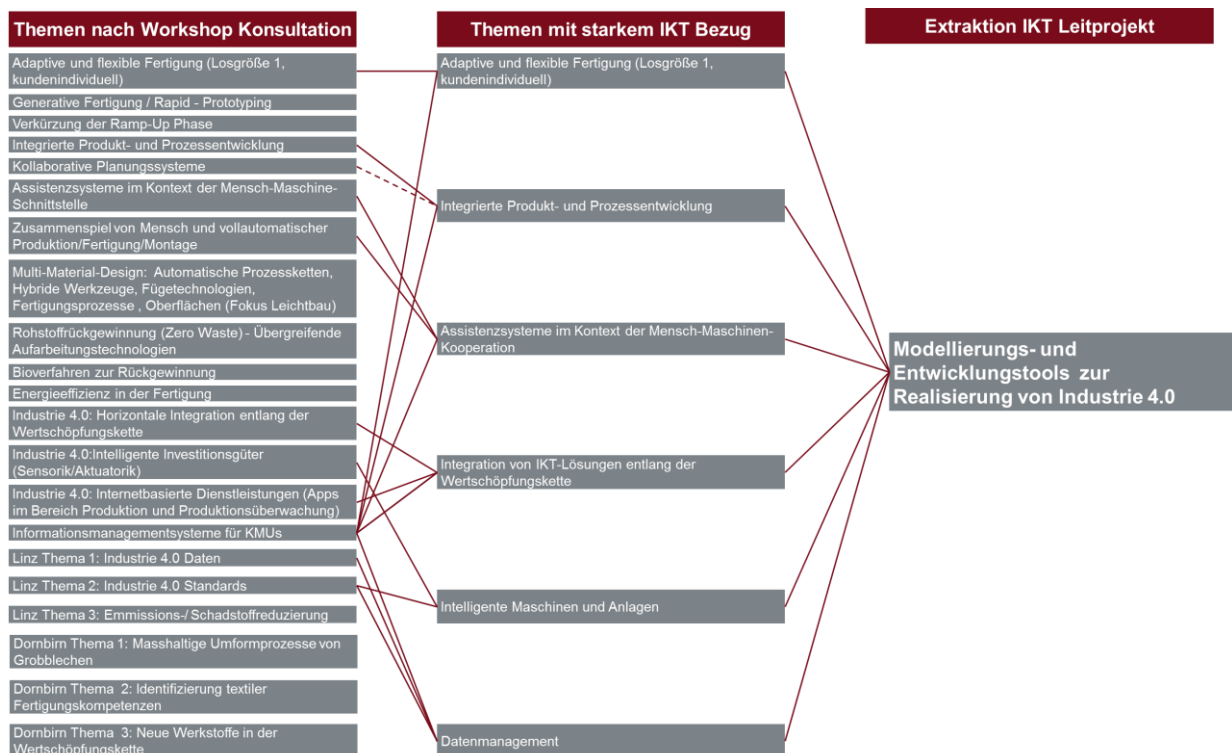 Themen nach Workshop Konsultation
Adaptive und flexible Fertigung (Losgröße 1,
kundenindividuell)
Generative Fertigung / Rapid - Prototyping
Verkürzung der Ramp-Up Phase
Integrierte Produkt- und Prozessentwicklung
Kollaborative Planungssysteme
Assistenzsysteme im Kontext der Mensch-Maschine-
Schnittstelle
Zusammenspiel von Mensch und vollautomatischer
Produktion/Fertigung/Montage
Multi-Material-Design: Automatische Prozessketten,
Hybride Werkzeuge, Fügetechnologien,
Fertigungsprozesse , Oberflächen (Fokus Leichtbau)
Rohstoffrückgewinnung (Zero Waste) - Übergreifende
Aufarbeitungstechnologien
Bioverfahren zur Rückgewinnung
Energieeffizienz in der Fertigung
Industrie 4.0: Horizontale Integration entlang der
Wertschöpfungskette
Industrie 4.0:Intelligente Investitionsgüter
(Sensorik/Aktuatorik)
Industrie 4.0: Internetbasierte Dienstleistungen (Apps
im Bereich Produktion und Produktionsüberwachung)
Informationsmanagementsysteme für KMUs
Linz Thema 1: Industrie 4.0 Daten
Linz Thema 2: Industrie 4.0 Standards
Linz Thema 3: Emmissions-/ Schadstoffreduzierung
Dornbirn Thema 1: Masshaltige Umformprozesse von
Grobblechen
Dornbirn Thema 2: Identifizierung textiler
Fertigungskompetenzen
Dornbirn Thema 3: Neue Werkstoffe in der
Wertschöpfungskette
Themen mit starkem IKT Bezug
Adaptive und flexible Fertigung (Losgröße 1,
kundenindividuell)
Integrierte Produkt- und Prozessentwicklung
Assistenzsysteme im Kontext der Mensch-Maschinen-
Kooperation
Integration von IKT-Lösungen entlang der
Wertschöpfungskette
Intelligente Maschinen und Anlagen
Datenmanagement
Extraktion IKT Leitprojekt
Modellierungs- und
Entwicklungstools zur
Realisierung von Industrie 4.0